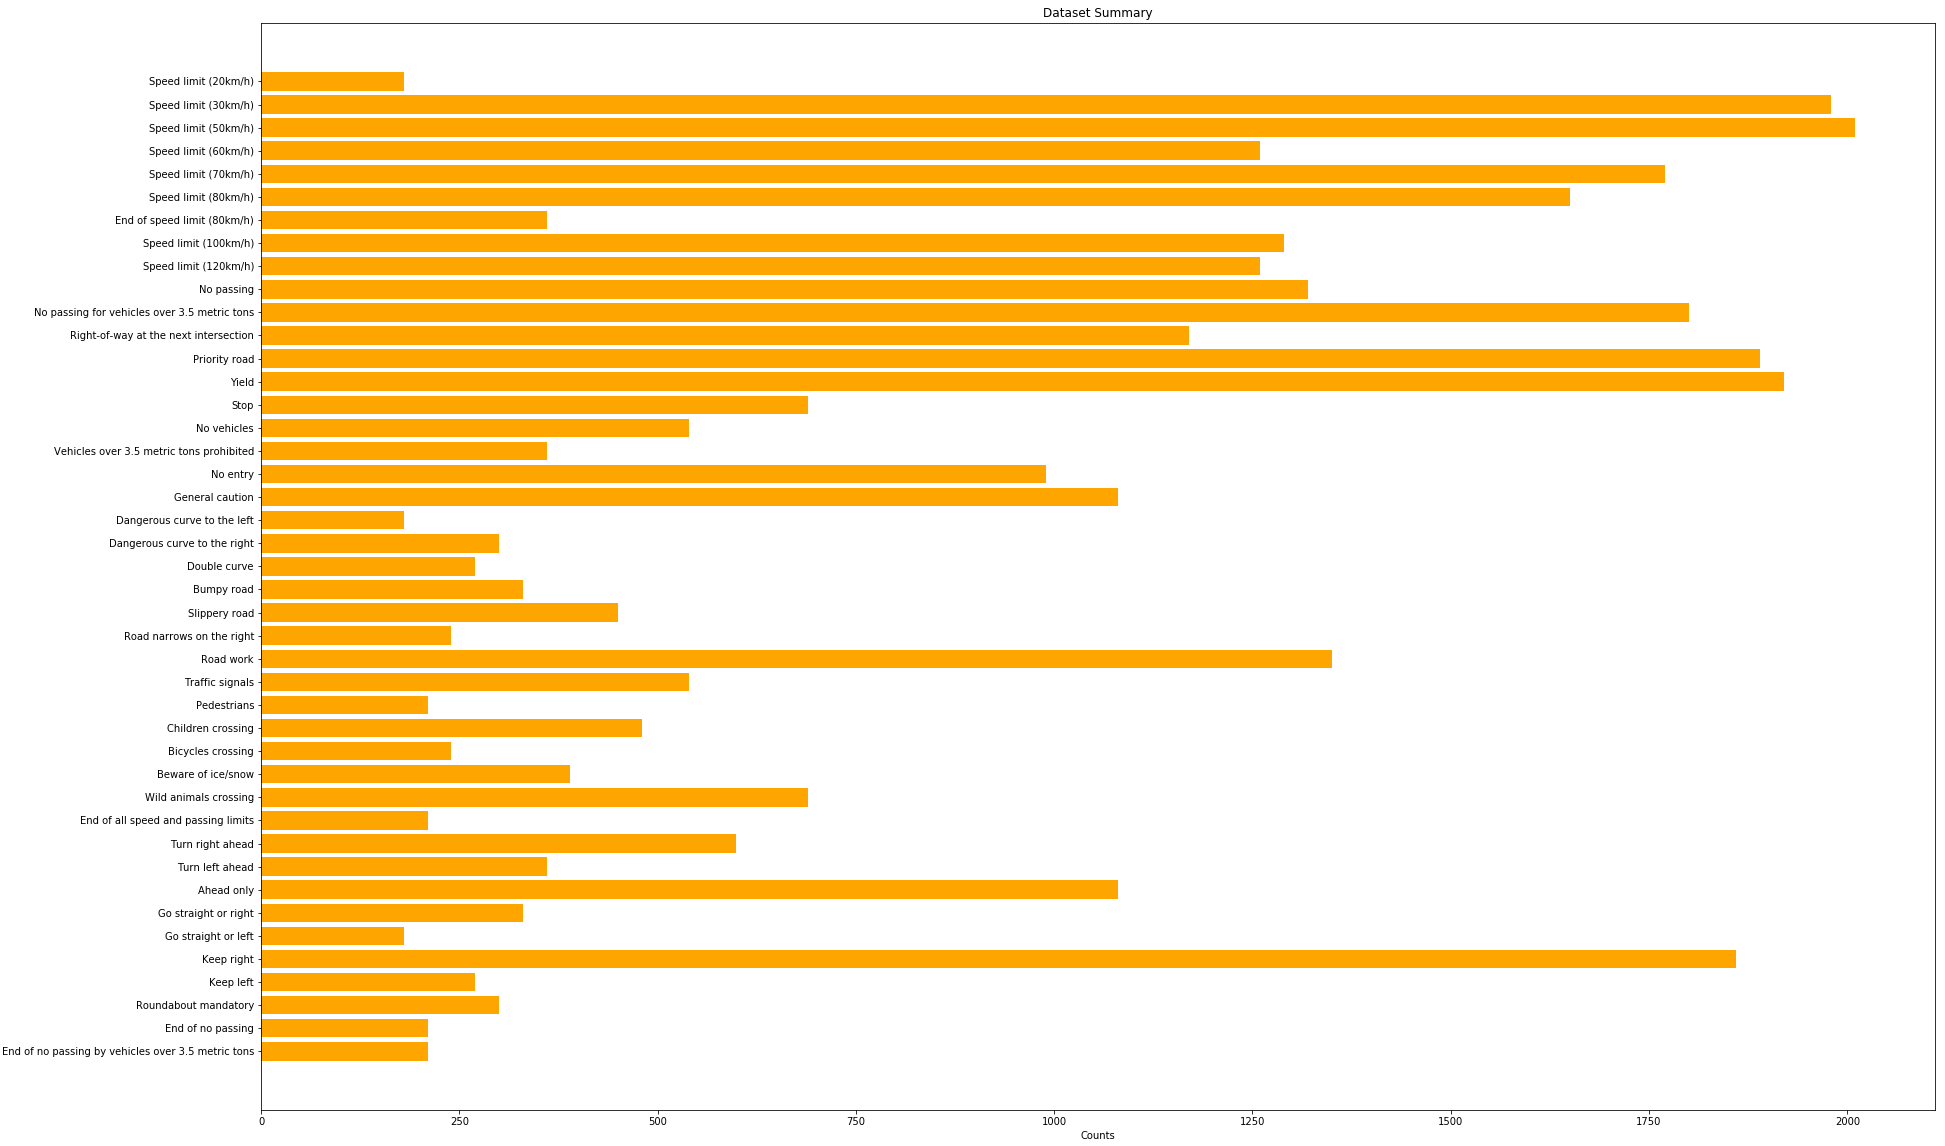 Dataset Summary
Speed limit (20km/h)
Speed limit (30km/h)
Speed limit (50km/h)
Speed limit (60km/h)
Speed limit (70km/h)
Speed limit (80km/h)
End of speed limit (80km/h)
Speed limit (100km/h)
Speed limit (120km/h)
No passing
No passing for vehicles over 3.5 metric tons
Right-of-way at the next intersection
Priority road
Yield
Stop
No vehicles
Vehicles over 3.5 metric tons prohibited
No entry
General caution
Dangerous curve to the left
Dangerous curve to the right
Double curve
Bumpy road
Slippery road
Road narrows on the right
Road work
Traffic signals
Pedestrians
Children crossing
Bicycles crossing
Beware of ice/snow
Wild animals crossing
End of all speed and passing limits
Turn right ahead
Turn left ahead
Ahead only
Go straight or right
Go straight or left
Keep right
Keep left
Roundabout mandatory
End of no passing
End of no passing by vehicles over 3.5 metric tons
0 250 500 750 1000 1250 1500 1750 2000
Counts